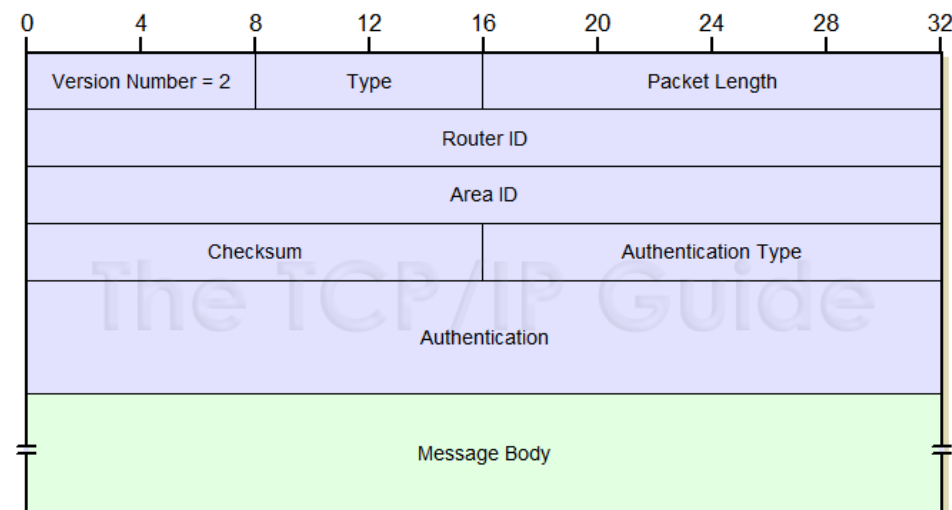 0 4 8 12 16 20 24 28 32
Version Number = 2 Type Packet Length
Router ID
Area ID
Checksum Authentication Type
The TCP/IP Guide
Authentication
Message Body